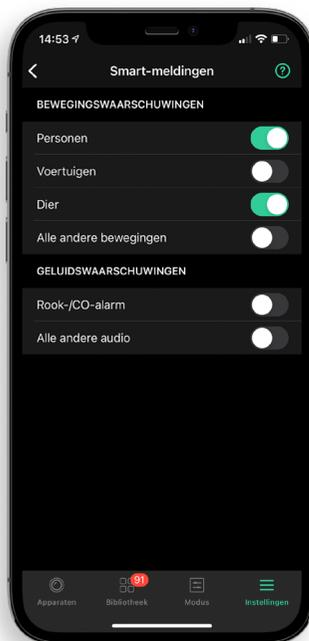 14:53
Smart-meldingen
BEWEGINGSWAARSCHUWINGEN
Personen
Voertuigen
Dier
Alle andere bewegingen
GELUIDSWAARSCHUWINGEN
Rook-/CO-alarm
Alle andere audio
91
Apparaten
Bibliotheek
Modus
Instellingen